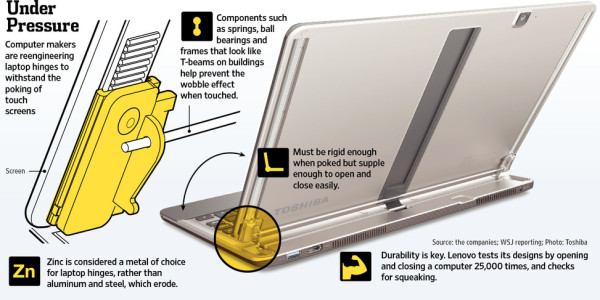 Under
Pressure
Computer makers
are reengineering
laptop hinges to
withstand the
poking of
touch
screens
Components such
as springs, ball
bearings and
frames that look like
T-beams on buildings
help prevent the
wobble effect
when touched.
Screen
Must be rigid enough
when poked but supple
enough to open and
close easily.
TOSHIBA
Source: the companies; WSJ reporting; Photo: Toshiba
Zn
Zinc is considered a metal of choice
for laptop hinges, rather than
aluminum and steel, which erode.
Durability is key. Lenovo tests its designs by opening
and closing a computer 25,000 times, and checks
for squeaking.